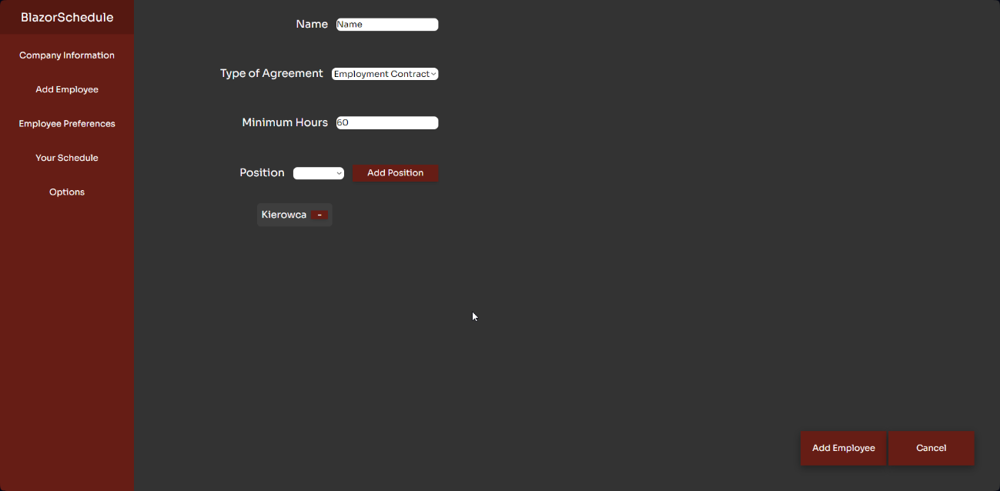 BlazorSchedule
Company Information
Add Employee
Employee Preferences
Your Schedule
Options
Name Name
Type of Agreement Employment Contract
Minimum Hours 60
Position Add Position
Kierowca -
Add Employee Cancel